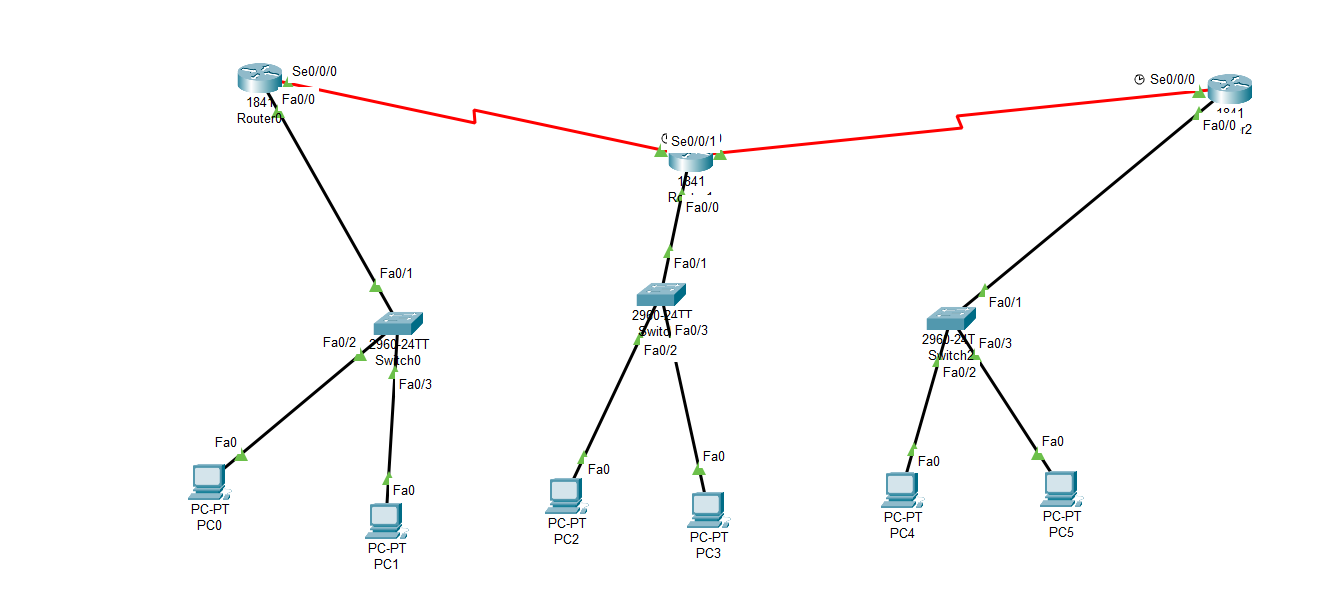 Se0/0/0
Fa0/0
1841
Fa0/1
Fa0/2
2960-24TT
Switch0
Fa0/3
Fa0
PC-PT
PC0
Fa0
PC-PT
PC1
Se0/0/1
1841
Fa0/0
Fa0/1
2960-24TT
Fa0/3
Fa0/2
Fa0
PC-PT
PC2
Fa0
PC-PT
PC3
Se0/0/0
1841
Fa0/0
r2
Fa0/1
2960-24T
Fa0/3
Switch2
Fa0/2
Fa0
PC-PT
PC4
Fa0
PC-PT
PC5